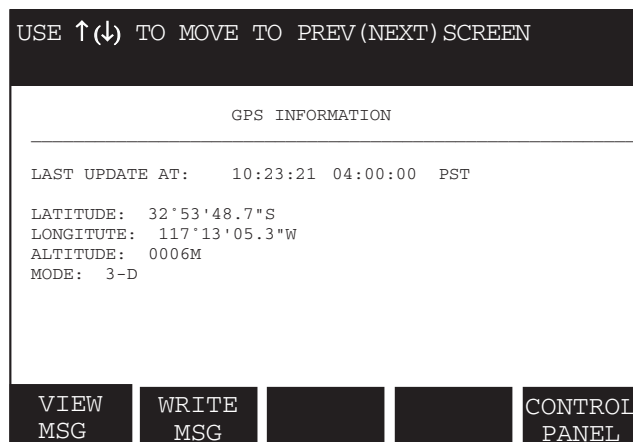 USE ↑(↓) TO MOVE TO PREV(NEXT)SCREEN
GPS INFORMATION
LAST UPDATE AT: 10:23:21 04:00:00 PST
LATITUDE: 32°53'48.7"S
LONGITUTE: 117°13'05.3"W
ALTITUDE: 0006M
MODE: 3-D
VIEW MSG
WRITE MSG
CONTROL PANEL